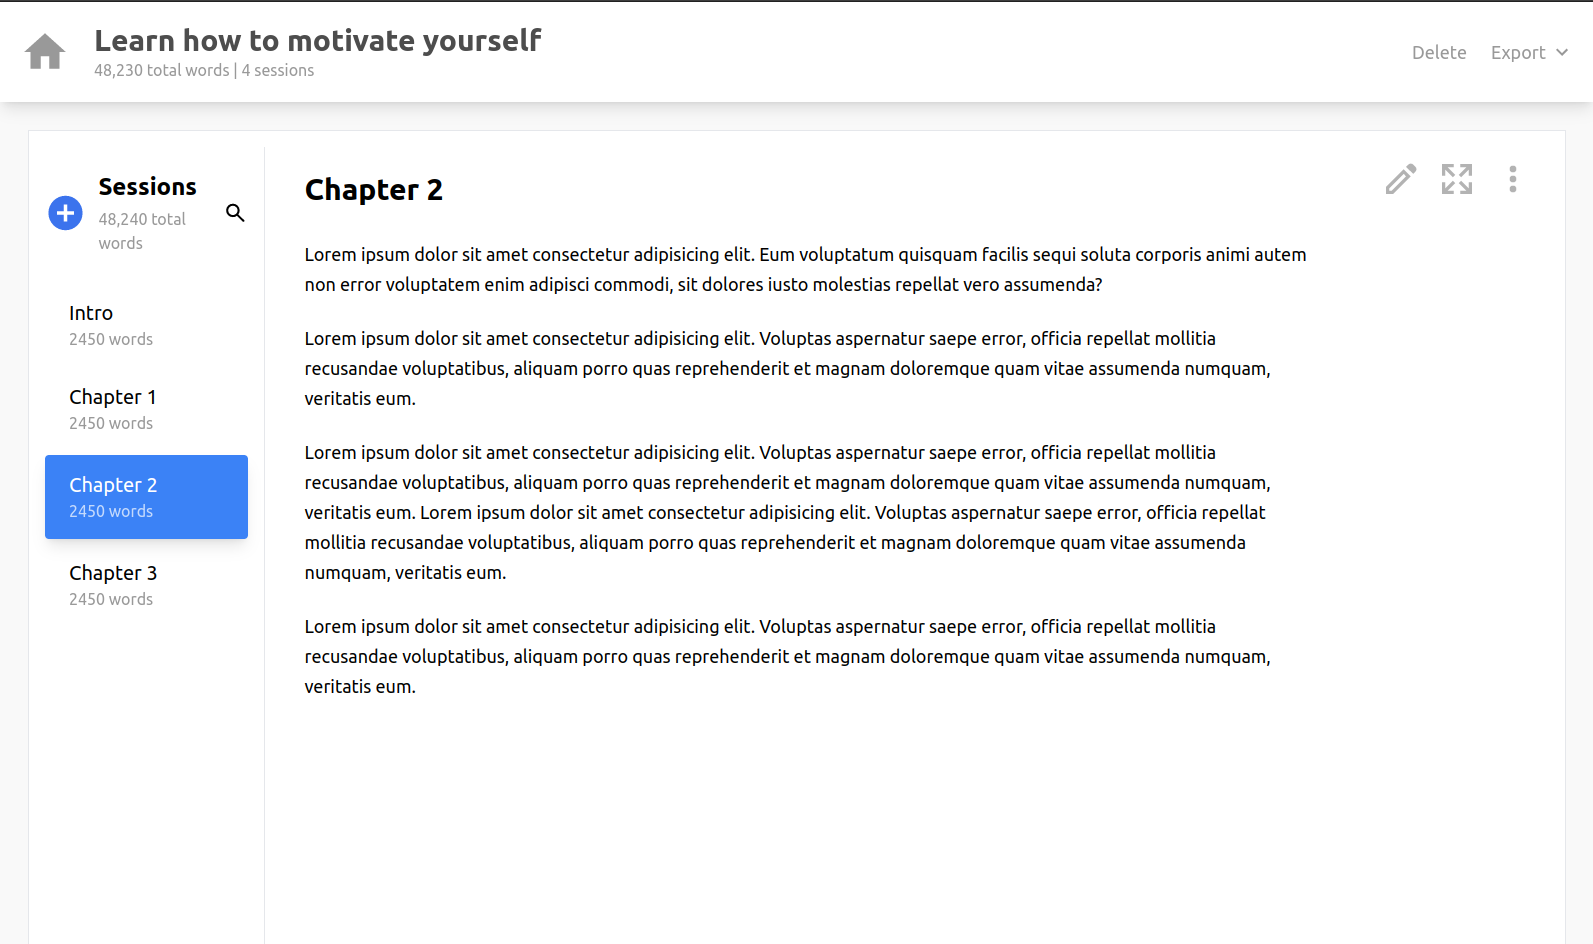 Learn how to motivate yourself
48,230 total words | 4 sessions
Delete
Export
Sessions
48,240 total
words
Intro
2450 words
Chapter 1
2450 words
Chapter 2
2450 words
Chapter 3
2450 words
Chapter 2
Lorem ipsum dolor sit amet consectetur adipisicing elit. Eum voluptatum quisquam facilis sequi soluta corporis animi autem
non error voluptatem enim adipisci commodi, sit dolores iusto molestias repellat vero assumenda?
Lorem ipsum dolor sit amet consectetur adipisicing elit. Voluptas aspernatur saepe error, officia repellat mollitia
recusandae voluptatibus, aliquam porro quas reprehenderit et magnam doloremque quam vitae assumenda numquam,
veritatis eum.
Lorem ipsum dolor sit amet consectetur adipisicing elit. Voluptas aspernatur saepe error, officia repellat mollitia
recusandae voluptatibus, aliquam porro quas reprehenderit et magnam doloremque quam vitae assumenda numquam,
veritatis eum. Lorem ipsum dolor sit amet consectetur adipisicing elit. Voluptas aspernatur saepe error, officia repellat
mollitia recusandae voluptatibus, aliquam porro quas reprehenderit et magnam doloremque quam vitae assumenda
numquam, veritatis eum.
Lorem ipsum dolor sit amet consectetur adipisicing elit. Voluptas aspernatur saepe error, officia repellat mollitia
recusandae voluptatibus, aliquam porro quas reprehenderit et magnam doloremque quam vitae assumenda numquam,
veritatis eum.